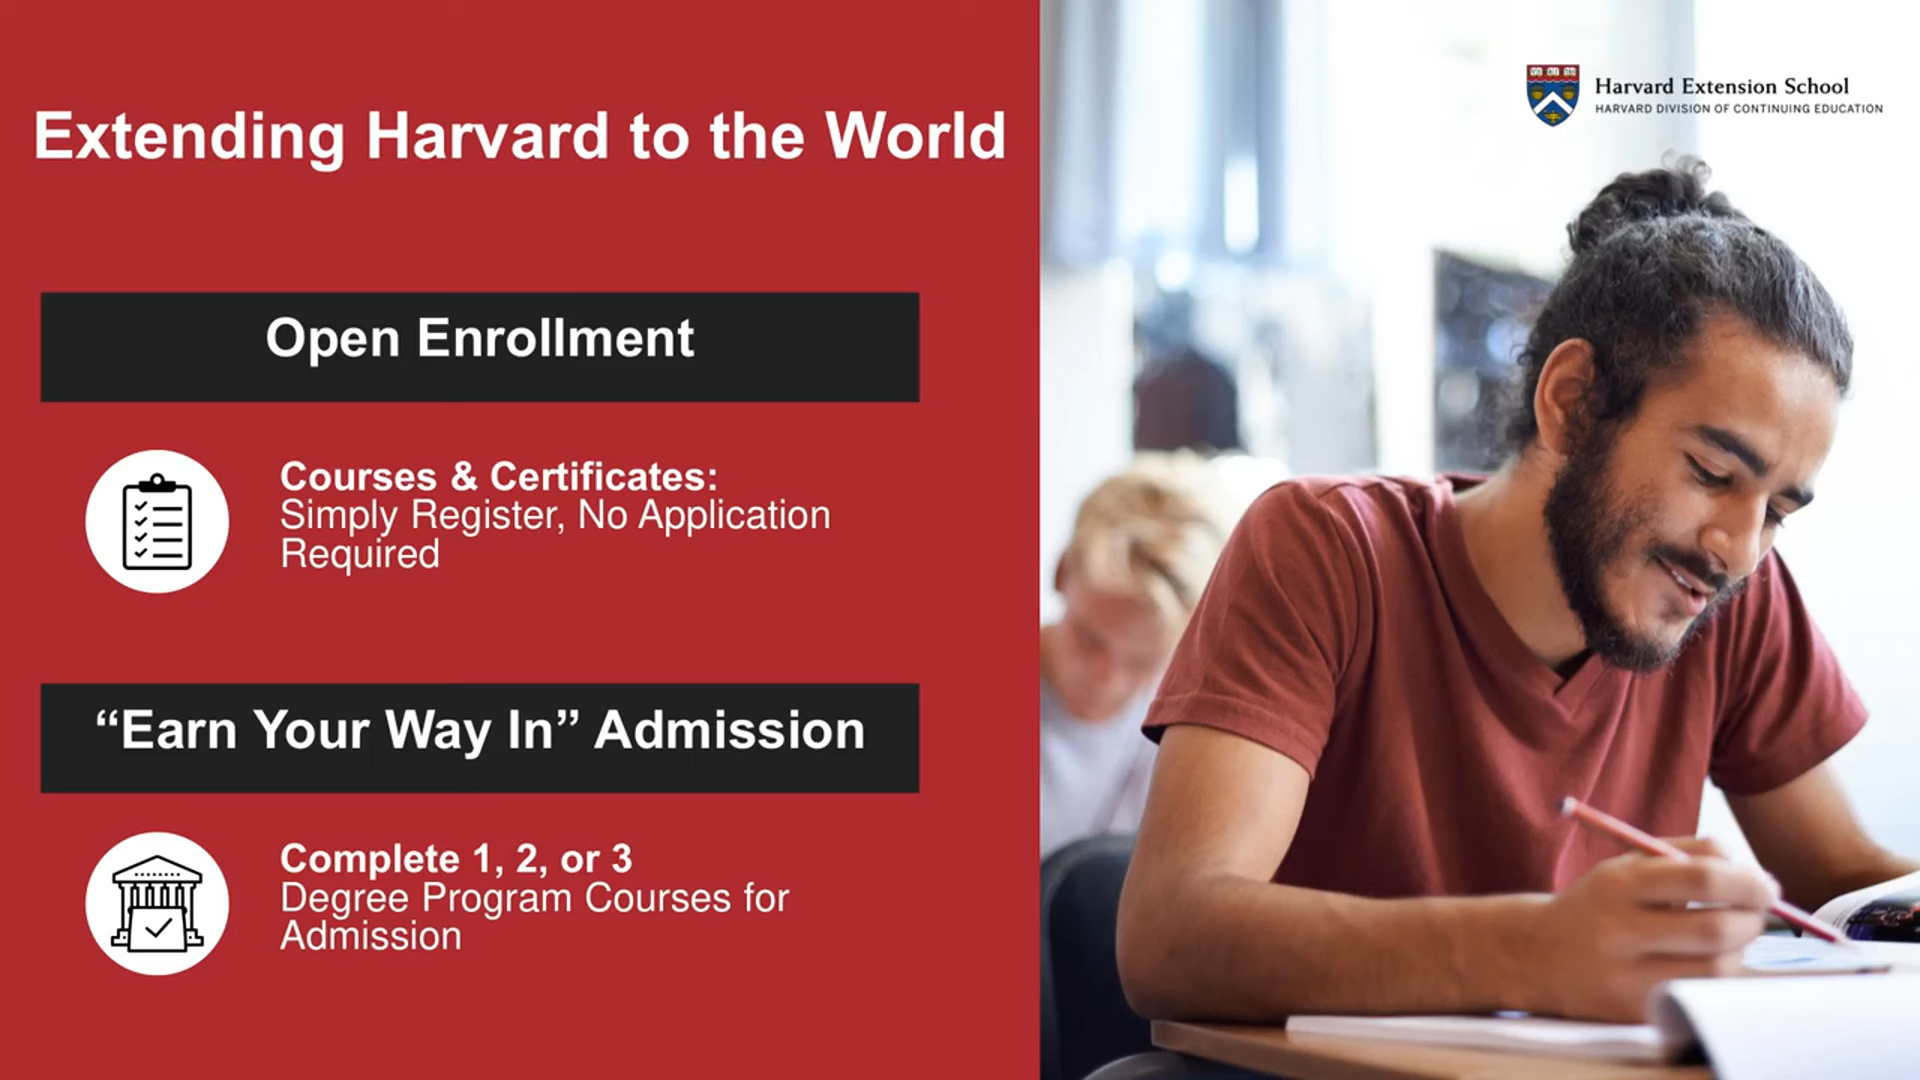 Extending Harvard to the World
Harvard Extension School
HARVARD DIVISION OF CONTINUING EDUCATION
Open Enrollment
Courses & Certificates:
Simply Register, No Application
Required
“Earn Your Way In” Admission
Complete 1, 2, or 3
Degree Program Courses for
Admission